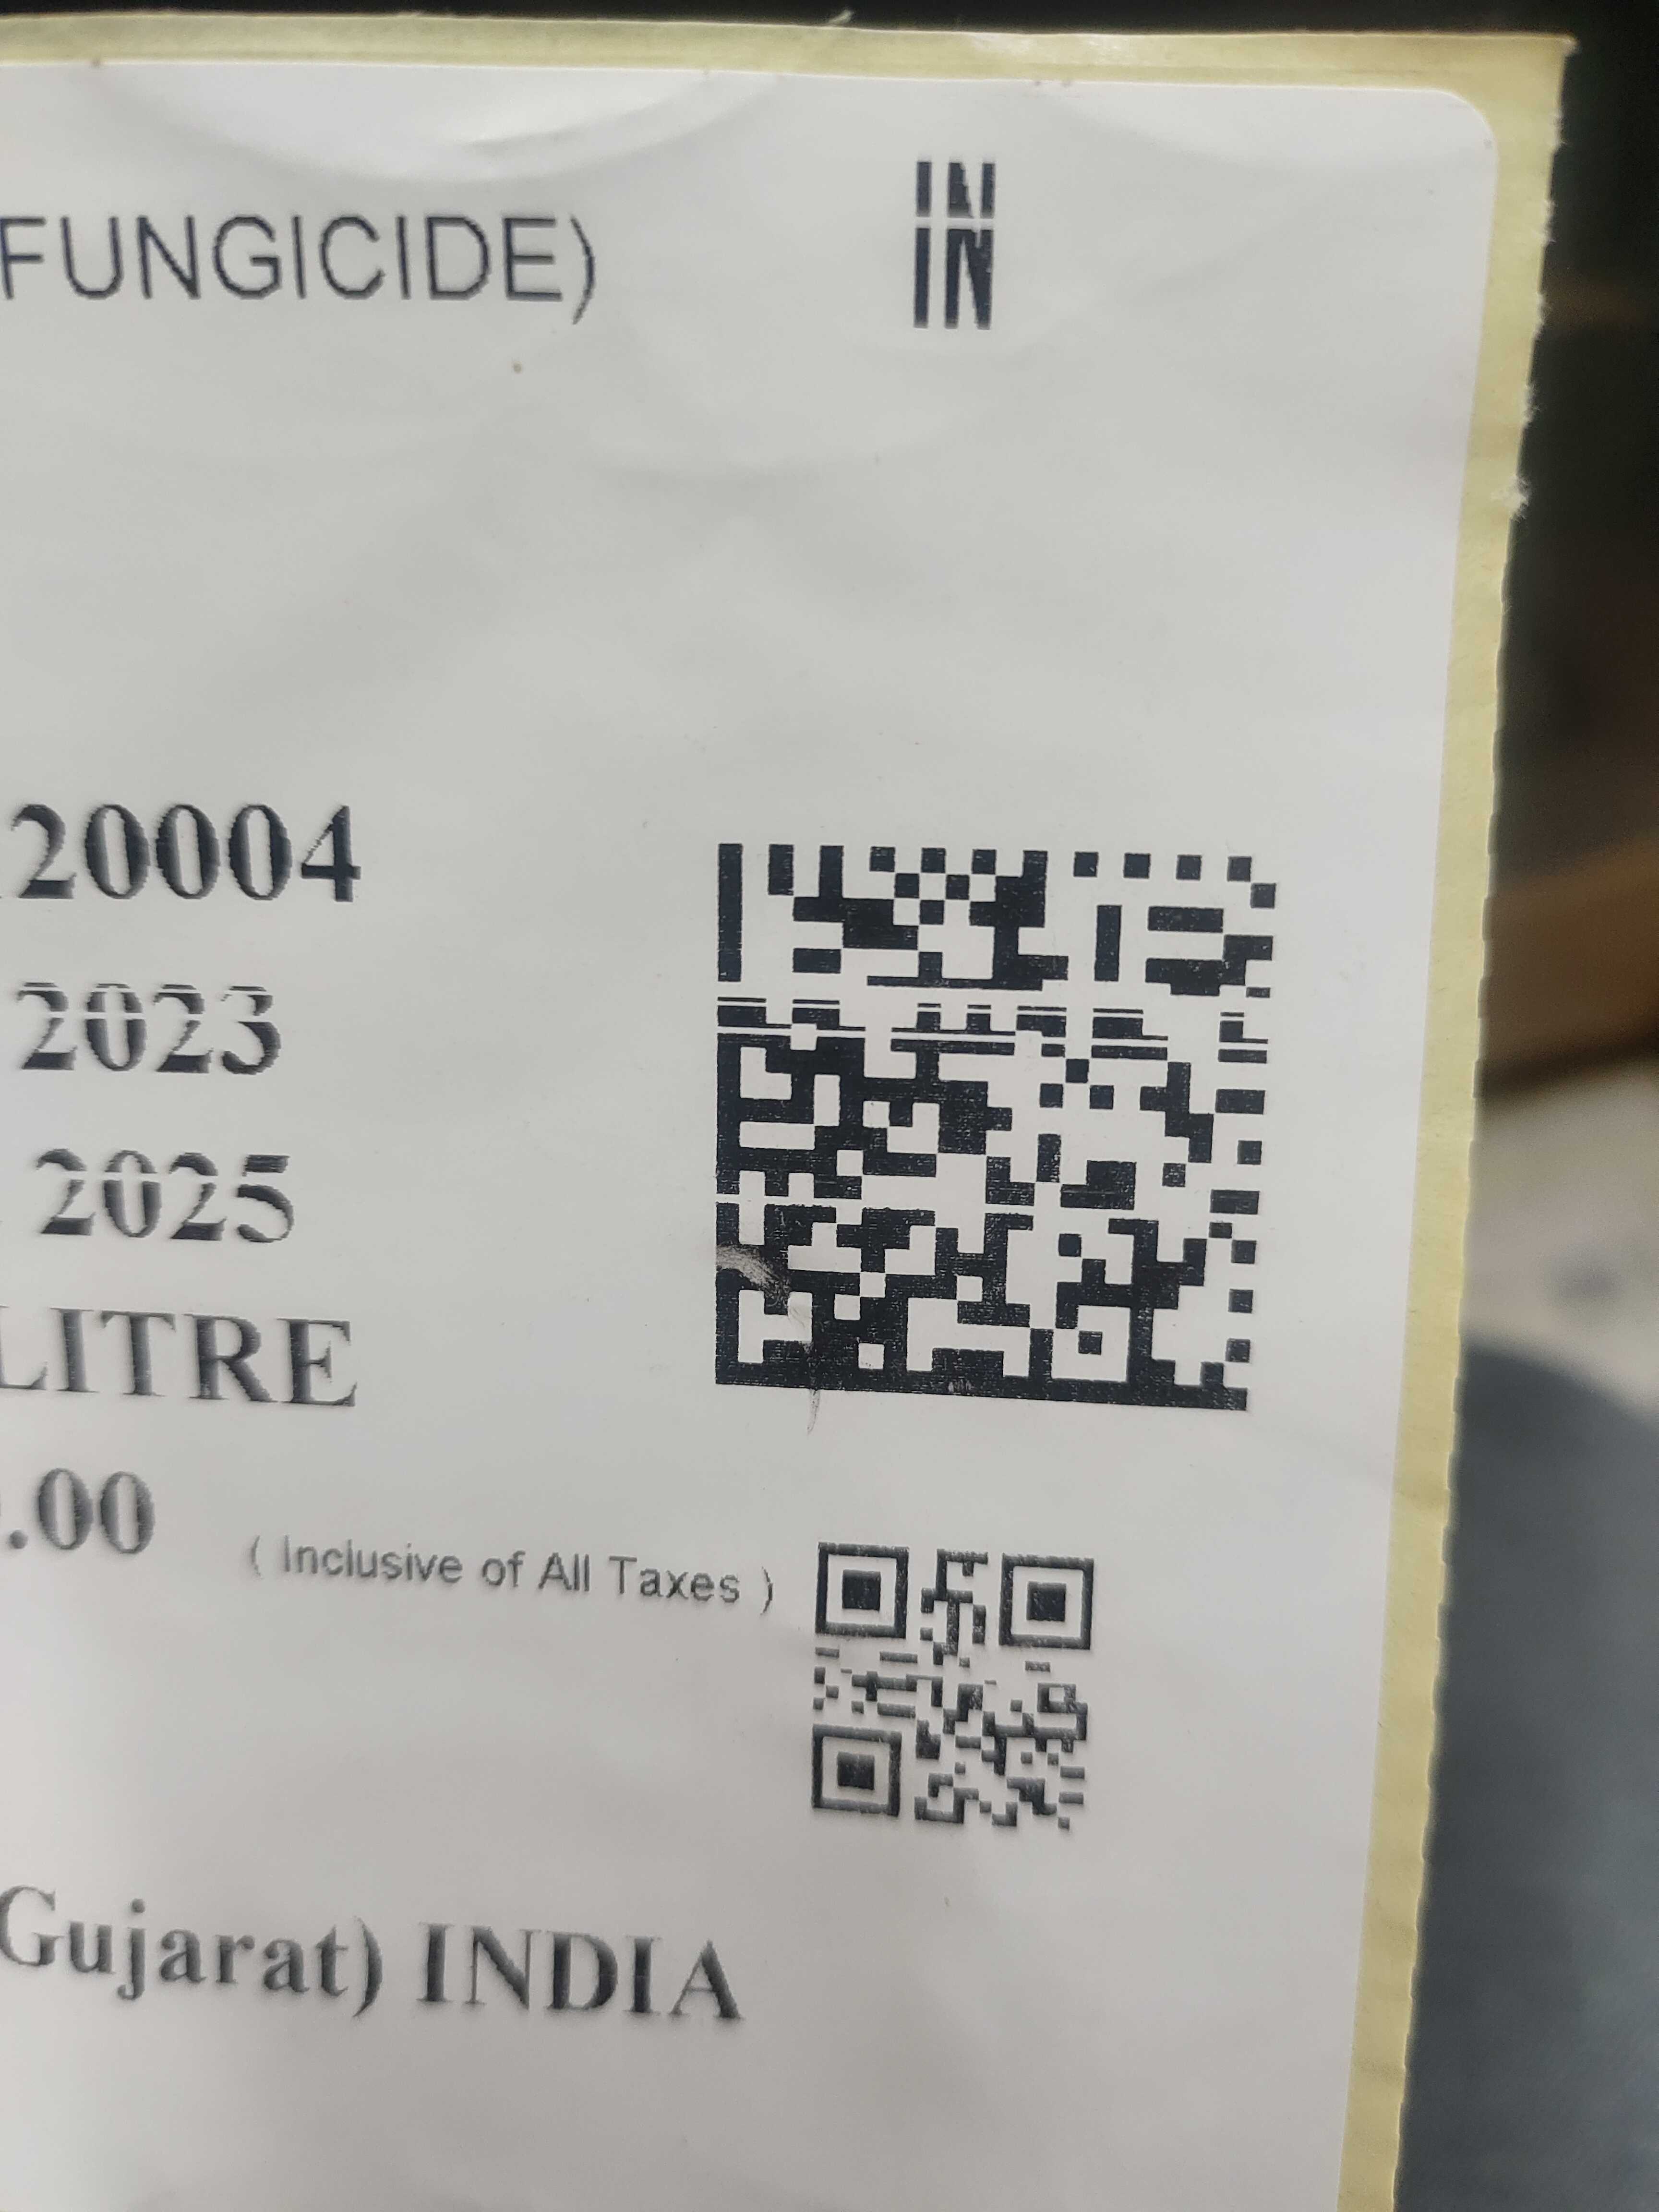 FUNGICIDE)
IN
IN
20004
2023
2025
LITRE
.00
( Inclusive of All Taxes )
Gujarat) INDIA